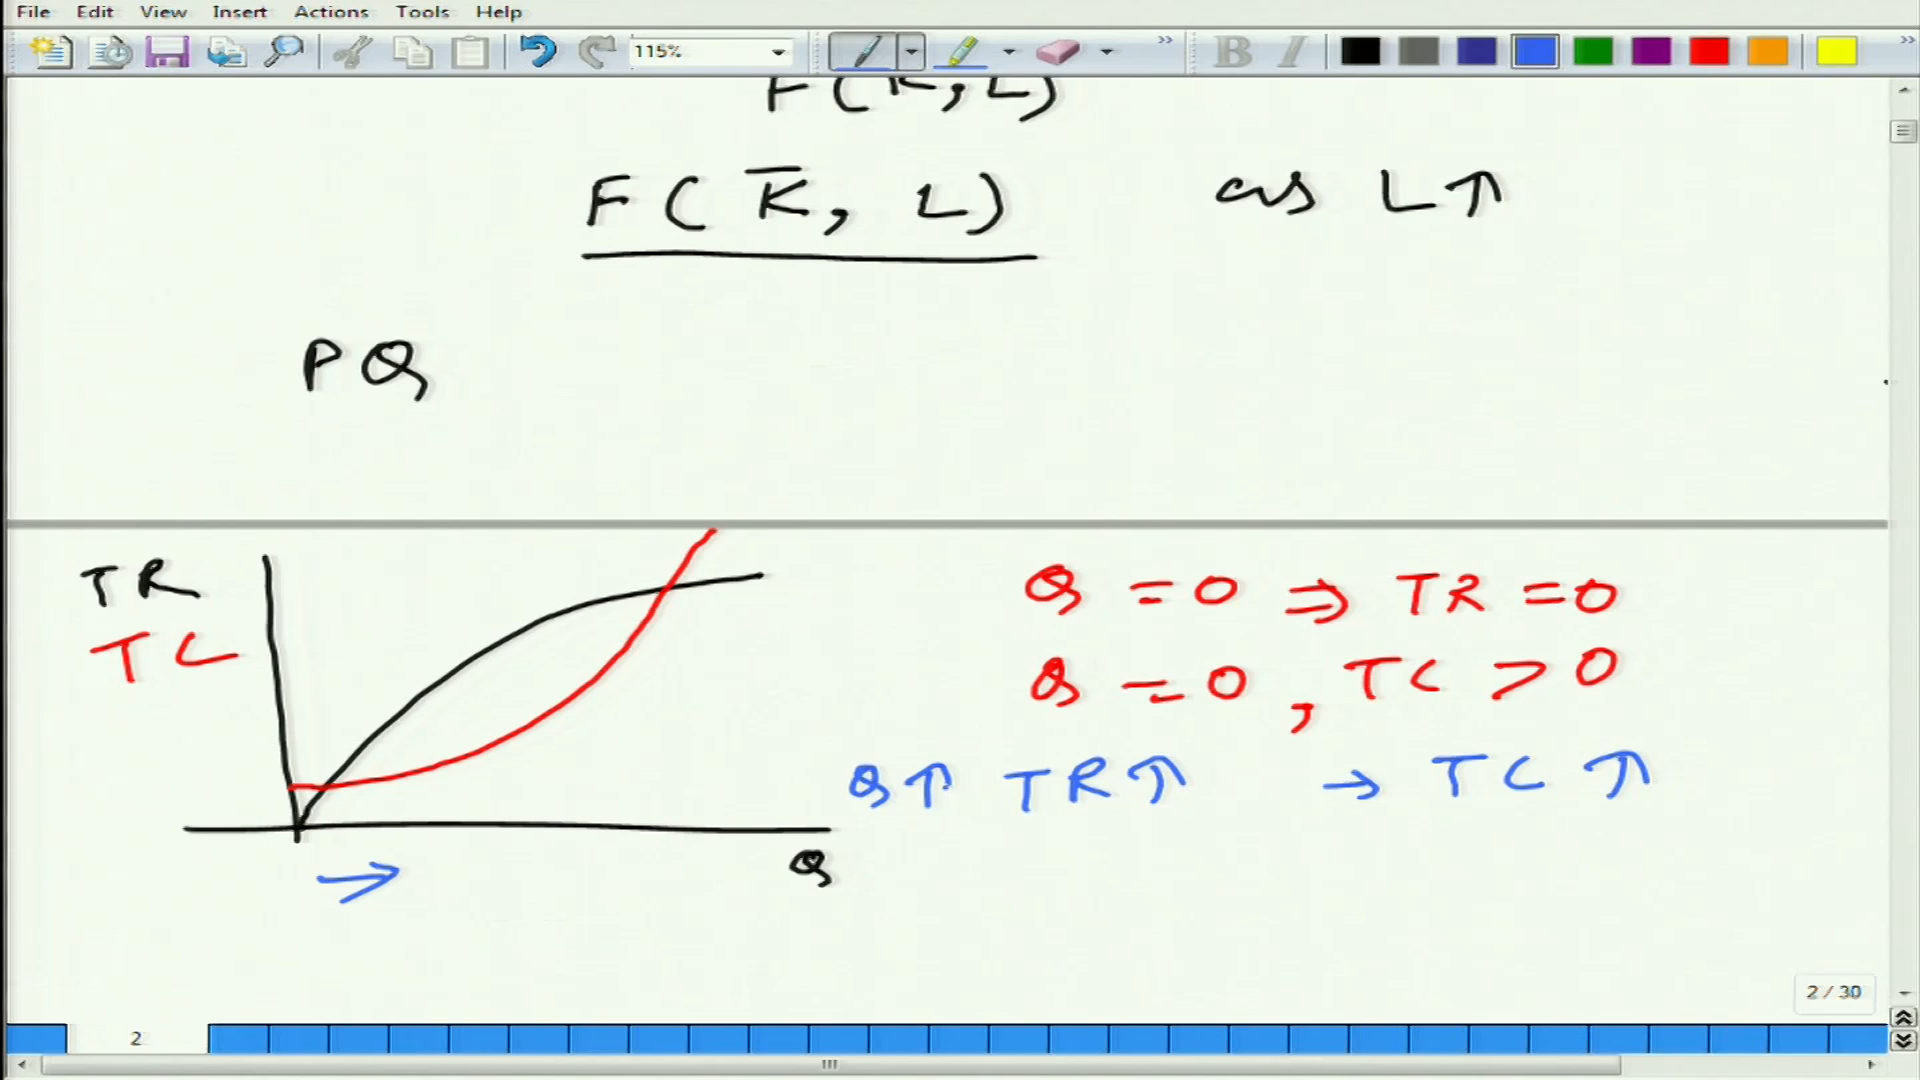 File Edit View Insert Actions Tools Help
115% B I
F(K,L)
F(K̅, L) as L↑
PQ
TR
TC
Q
Q = 0 ⇒ TR = 0
Q = 0, TC > 0
Q↑ TR↑ → TC↑
2 / 30
2